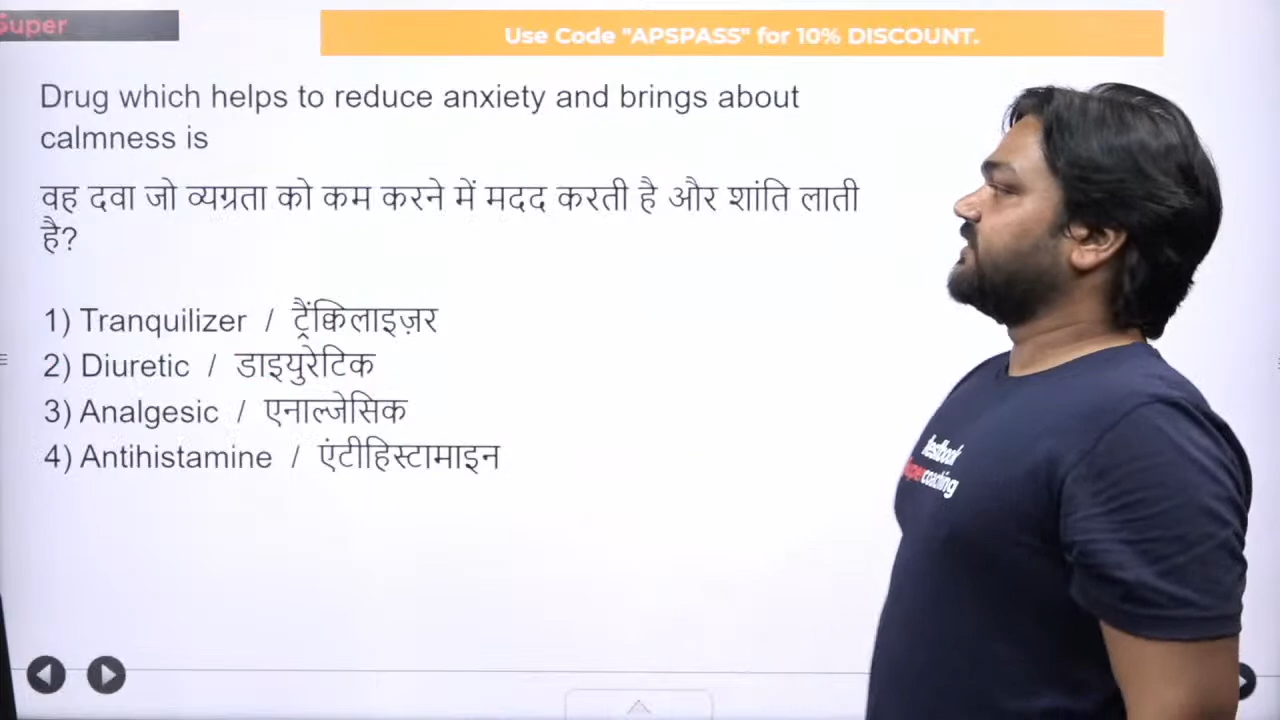 Super
Use Code "APSPASS" for 10% DISCOUNT.
Drug which helps to reduce anxiety and brings about
calmness is
वह दवा जो व्यग्रता को कम करने में मदद करती है और शांति लाती
है?
1) Tranquilizer / ट्रैंक्विलाइज़र
2) Diuretic / डाइयुरेटिक
3) Analgesic / एनाल्जेसिक
4) Antihistamine / एंटीहिस्टामाइन
testbook
supercoaching